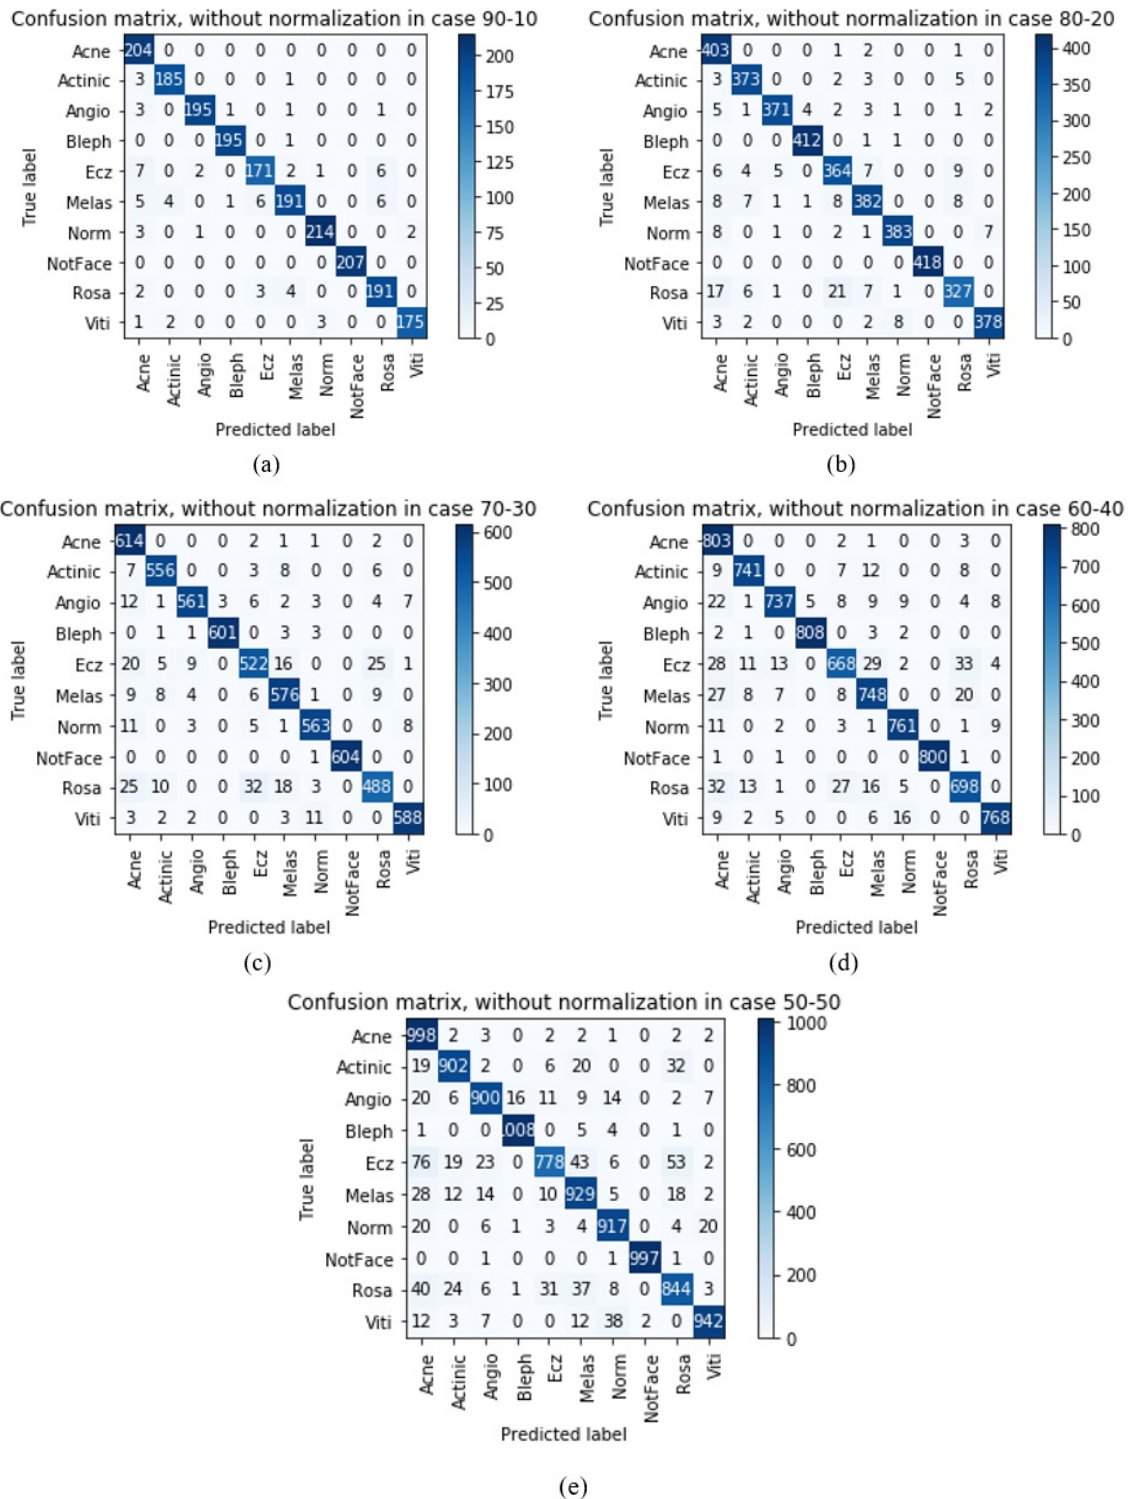 Confusion matrix, without normalization in case 90-10
Acne 204 0 0 0 0 0 0 0 0 0
Actinic 3 185 0 0 0 1 0 0 0 0
Angio 3 0 195 1 0 1 0 0 1 0
Bleph 0 0 0 195 0 1 0 0 0 0
Ecz 7 0 2 0 171 2 1 0 6 0
Melas 5 4 0 1 6 191 0 0 6 0
Norm 3 0 1 0 0 0 214 0 0 2
NotFace 0 0 0 0 0 0 0 207 0 0
Rosa 2 0 0 0 3 4 0 0 191 0
Viti 1 2 0 0 0 0 3 0 0 175
True label
Acne Actinic Angio Bleph Ecz Melas Norm NotFace Rosa Viti
Predicted label
200
175
150
125
100
75
50
25
0
(a)
Confusion matrix, without normalization in case 80-20
Acne 403 0 0 0 1 2 0 0 1 0
Actinic 3 373 0 0 2 3 0 0 5 0
Angio 5 1 371 4 2 3 1 0 1 2
Bleph 0 0 0 412 0 1 1 0 0 0
Ecz 6 4 5 0 364 7 0 0 9 0
Melas 8 7 1 1 8 382 0 0 8 0
Norm 8 0 1 0 2 1 383 0 0 7
NotFace 0 0 0 0 0 0 0 418 0 0
Rosa 17 6 1 0 21 7 1 0 327 0
Viti 3 2 0 0 0 2 8 0 0 378
True label
Acne Actinic Angio Bleph Ecz Melas Norm NotFace Rosa Viti
Predicted label
400
350
300
250
200
150
100
50
0
(b)
Confusion matrix, without normalization in case 70-30
Acne 614 0 0 0 2 1 1 0 2 0
Actinic 7 556 0 0 3 8 0 0 6 0
Angio 12 1 561 3 6 2 3 0 4 7
Bleph 0 1 1 601 0 3 3 0 0 0
Ecz 20 5 9 0 522 16 0 0 25 1
Melas 9 8 4 0 6 576 1 0 9 0
Norm 11 0 3 0 5 1 563 0 0 8
NotFace 0 0 0 0 0 0 1 604 0 0
Rosa 25 10 0 0 32 18 3 0 488 0
Viti 3 2 2 0 0 3 11 0 0 588
True label
Acne Actinic Angio Bleph Ecz Melas Norm NotFace Rosa Viti
Predicted label
600
500
400
300
200
100
0
(c)
Confusion matrix, without normalization in case 60-40
Acne 803 0 0 0 2 1 0 0 3 0
Actinic 9 741 0 0 7 12 0 0 8 0
Angio 22 1 737 5 8 9 9 0 4 8
Bleph 2 1 0 808 0 3 2 0 0 0
Ecz 28 11 13 0 668 29 2 0 33 4
Melas 27 8 7 0 8 748 0 0 20 0
Norm 11 0 2 0 3 1 761 0 1 9
NotFace 1 0 1 0 0 0 0 800 1 0
Rosa 32 13 1 0 27 16 5 0 698 0
Viti 9 2 5 0 0 6 16 0 0 768
True label
Acne Actinic Angio Bleph Ecz Melas Norm NotFace Rosa Viti
Predicted label
800
700
600
500
400
300
200
100
0
(d)
Confusion matrix, without normalization in case 50-50
Acne 998 2 3 0 2 2 1 0 2 2
Actinic 19 902 2 0 6 20 0 0 32 0
Angio 20 6 900 16 11 9 14 0 2 7
Bleph 1 0 0 1008 0 5 4 0 1 0
Ecz 76 19 23 0 778 43 6 0 53 2
Melas 28 12 14 0 10 929 5 0 18 2
Norm 20 0 6 1 3 4 917 0 4 20
NotFace 0 0 1 0 0 0 1 997 1 0
Rosa 40 24 6 1 31 37 8 0 844 3
Viti 12 3 7 0 0 12 38 2 0 942
True label
Acne Actinic Angio Bleph Ecz Melas Norm NotFace Rosa Viti
Predicted label
1000
800
600
400
200
0
(e)